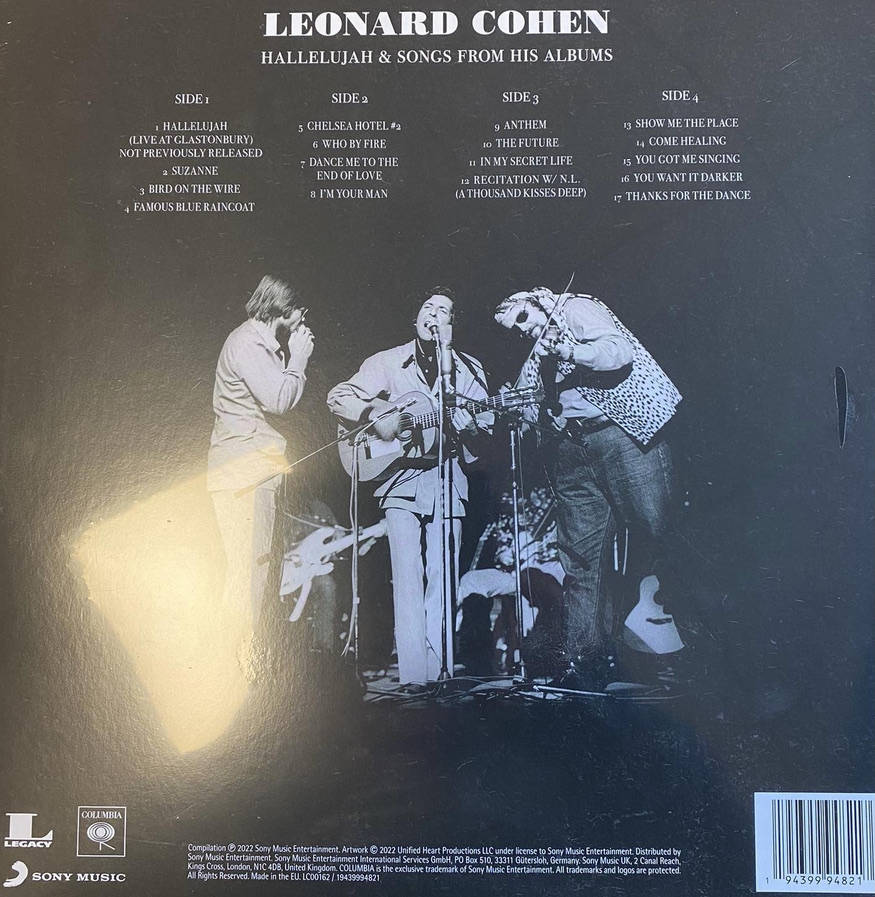 LEONARD COHEN
HALLELUJAH & SONGS FROM HIS ALBUMS
SIDE 1
1 HALLELUJAH
(LIVE AT GLASTONBURY)
NOT PREVIOUSLY RELEASED
2 SUZANNE
3 BIRD ON THE WIRE
4 FAMOUS BLUE RAINCOAT
SIDE 2
5 CHELSEA HOTEL #2
6 WHO BY FIRE
7 DANCE ME TO THE
END OF LOVE
8 I'M YOUR MAN
SIDE 3
9 ANTHEM
10 THE FUTURE
11 IN MY SECRET LIFE
12 RECITATION W/ N.L.
(A THOUSAND KISSES DEEP)
SIDE 4
13 SHOW ME THE PLACE
14 COME HEALING
15 YOU GOT ME SINGING
16 YOU WANT IT DARKER
17 THANKS FOR THE DANCE
L
LEGACY
COLUMBIA
SONY MUSIC
Compilation ℗ 2022 Sony Music Entertainment. Artwork © 2022 Unified Heart Productions LLC under license to Sony Music Entertainment. Distributed by
Sony Music Entertainment. Sony Music Entertainment International Services GmbH, PO Box 510, 33311 Gütersloh, Germany. Sony Music UK, 2 Canal Reach,
Kings Cross, London, N1C 4DB, United Kingdom. COLUMBIA is the exclusive trademark of Sony Music Entertainment. All trademarks and logos are protected.
All Rights Reserved. Made in the EU. LC00162 / 19439994821
1 94399 94821